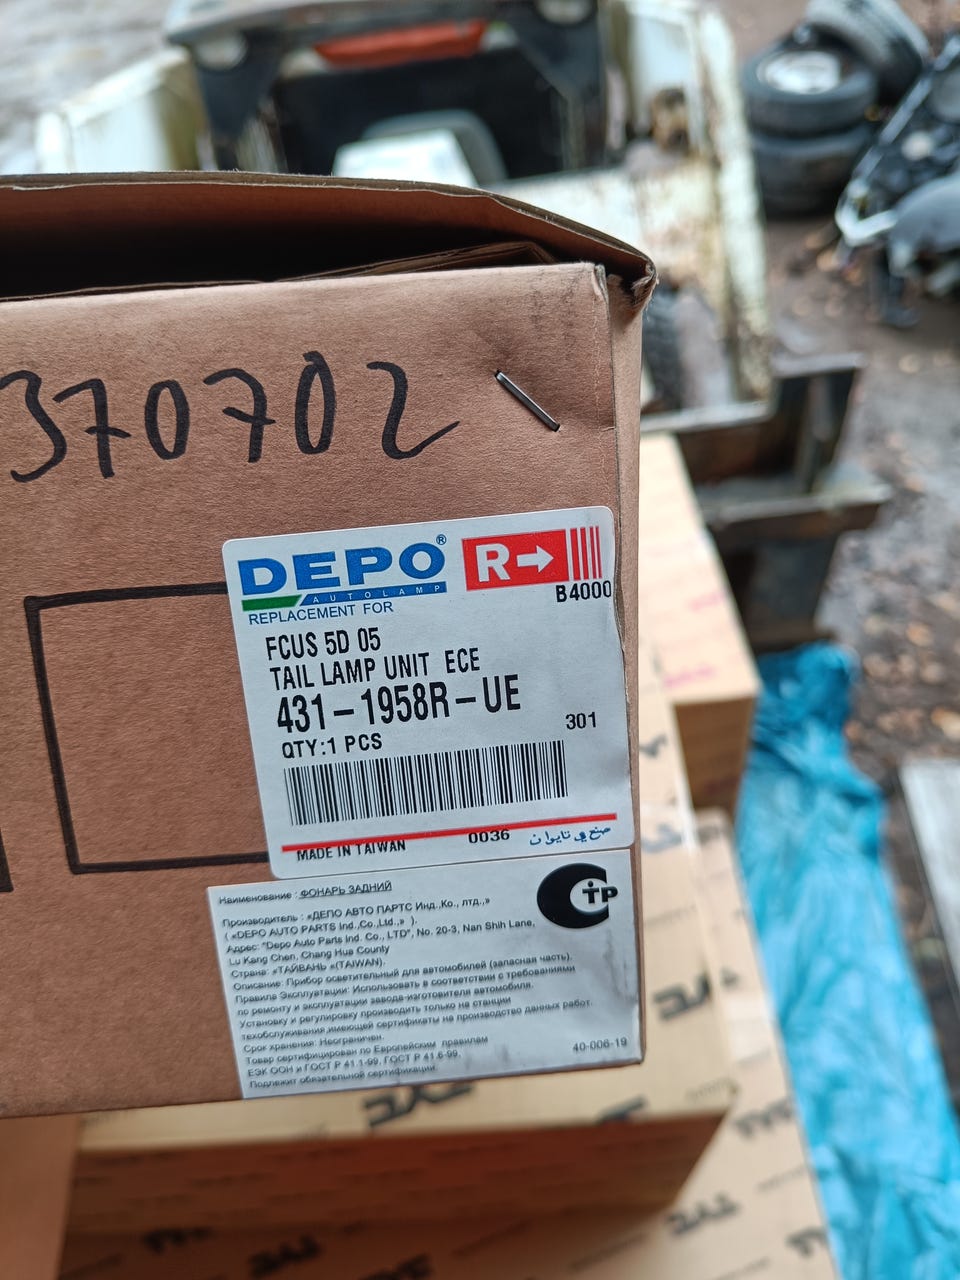 370702
DEPO®
AUTOLAMP
R→
B4000
REPLACEMENT FOR
FCUS 5D 05
TAIL LAMP UNIT ECE
431-1958R-UE
301
QTY:1 PCS
MADE IN TAIWAN 0036 صنع في تايوان
Наименование : ФОНАРЬ ЗАДНИЙ
Производитель : «ДЕПО АВТО ПАРТС Инд.,Ко., лтд.,»
( «DEPO AUTO PARTS Ind.,Co.,Ltd.,» ).
Адрес: "Depo Auto Parts Ind. Co., LTD", No. 20-3, Nan Shih Lane,
Lu Kang Chen, Chang Hua County
Страна: «ТАЙВАНЬ «(TAIWAN).
Описание: Прибор осветительный для автомобилей (запасная часть).
Правила Эксплуатации: Использовать в соответствии с требованиями
по ремонту и эксплуатации завода-изготовителя автомобиля.
Установку и регулировку производить только на станции
техобслуживания имеющей сертификаты на производство данных работ.
Срок хранения: Неограничен.
Товар сертифицирован по Европейским правилам
ЕЭК ООН и ГОСТ Р 41.1-99, ГОСТ Р 41.6-99.
Подлежит обязательной сертификации.
40-006-19